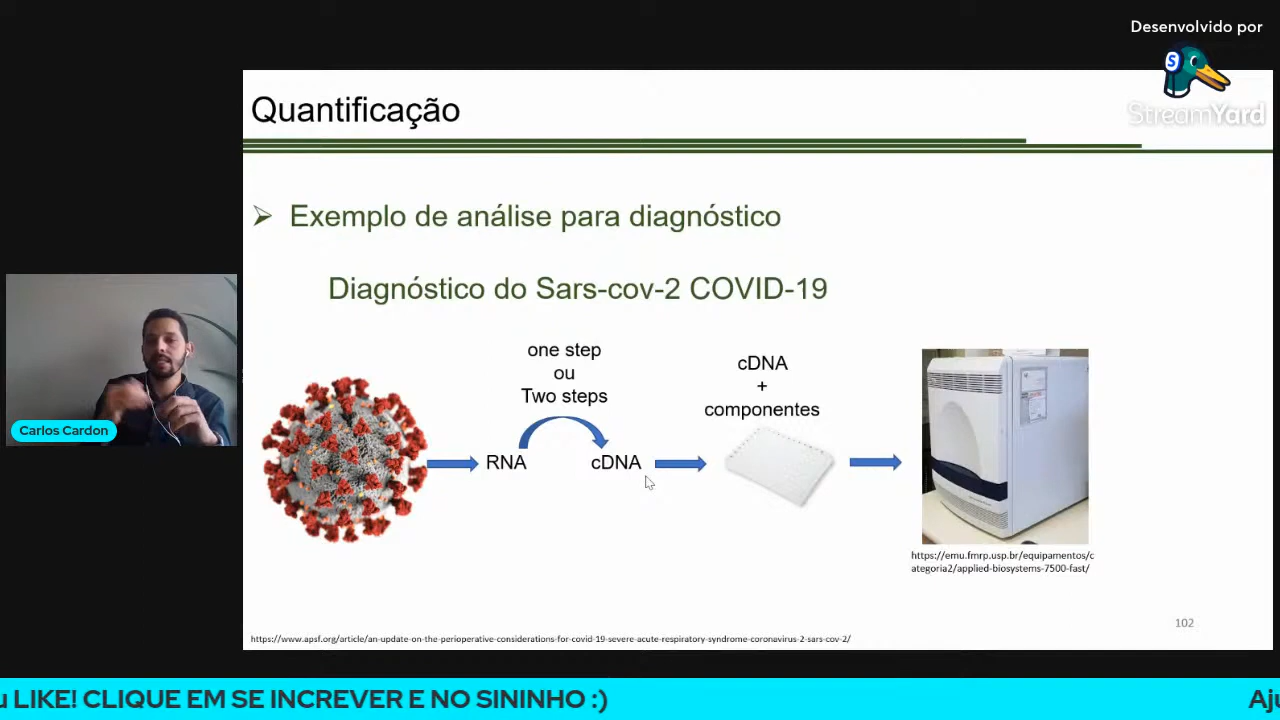 Desenvolvido por
S
StreamYard
Quantificação
Exemplo de análise para diagnóstico
Diagnóstico do Sars-cov-2 COVID-19
one step
ou
Two steps
cDNA
+
componentes
RNA
cDNA
Carlos Cardon
https://emu.fmrp.usp.br/equipamentos/c
ategoria2/applied-biosystems-7500-fast/
102
https://www.apsf.org/article/an-update-on-the-perioperative-considerations-for-covid-19-severe-acute-respiratory-syndrome-coronavirus-2-sars-cov-2/
u LIKE! CLIQUE EM SE INCREVER E NO SININHO :)
Aju